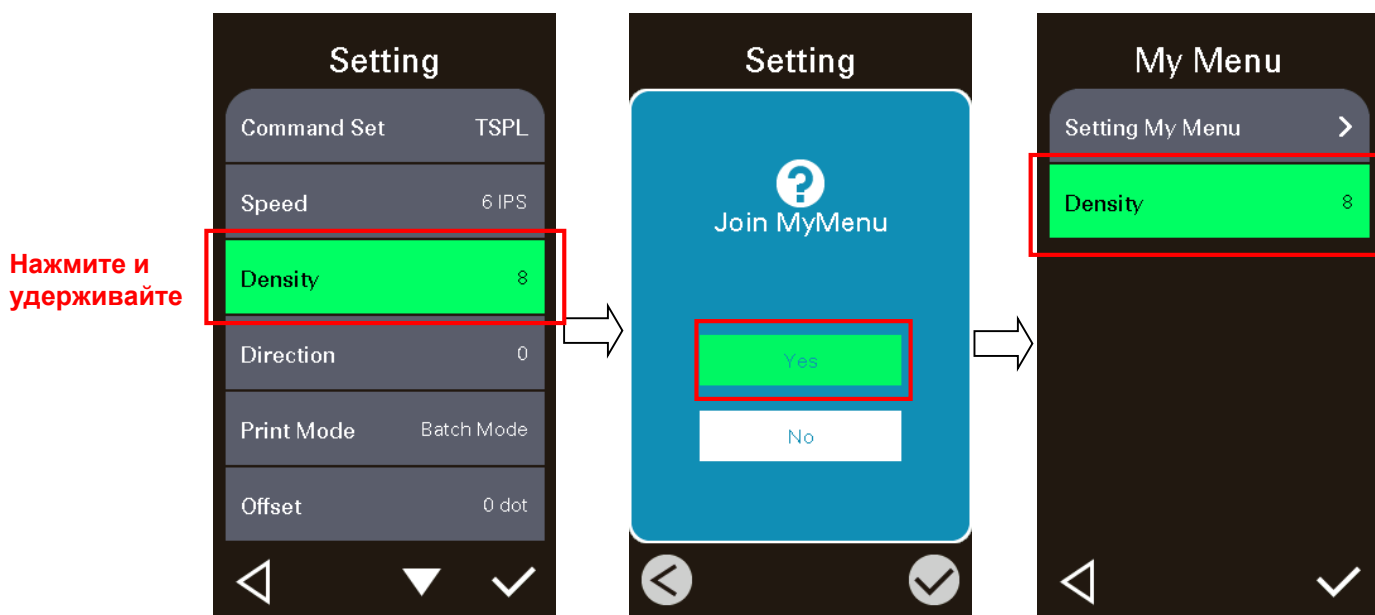 Нажмите и
удерживайте
Setting
Command Set TSPL
Speed 6 IPS
Density 8
Direction 0
Print Mode Batch Mode
Offset 0 dot
Setting
?
Join MyMenu
Yes
No
My Menu
Setting My Menu
Density 8